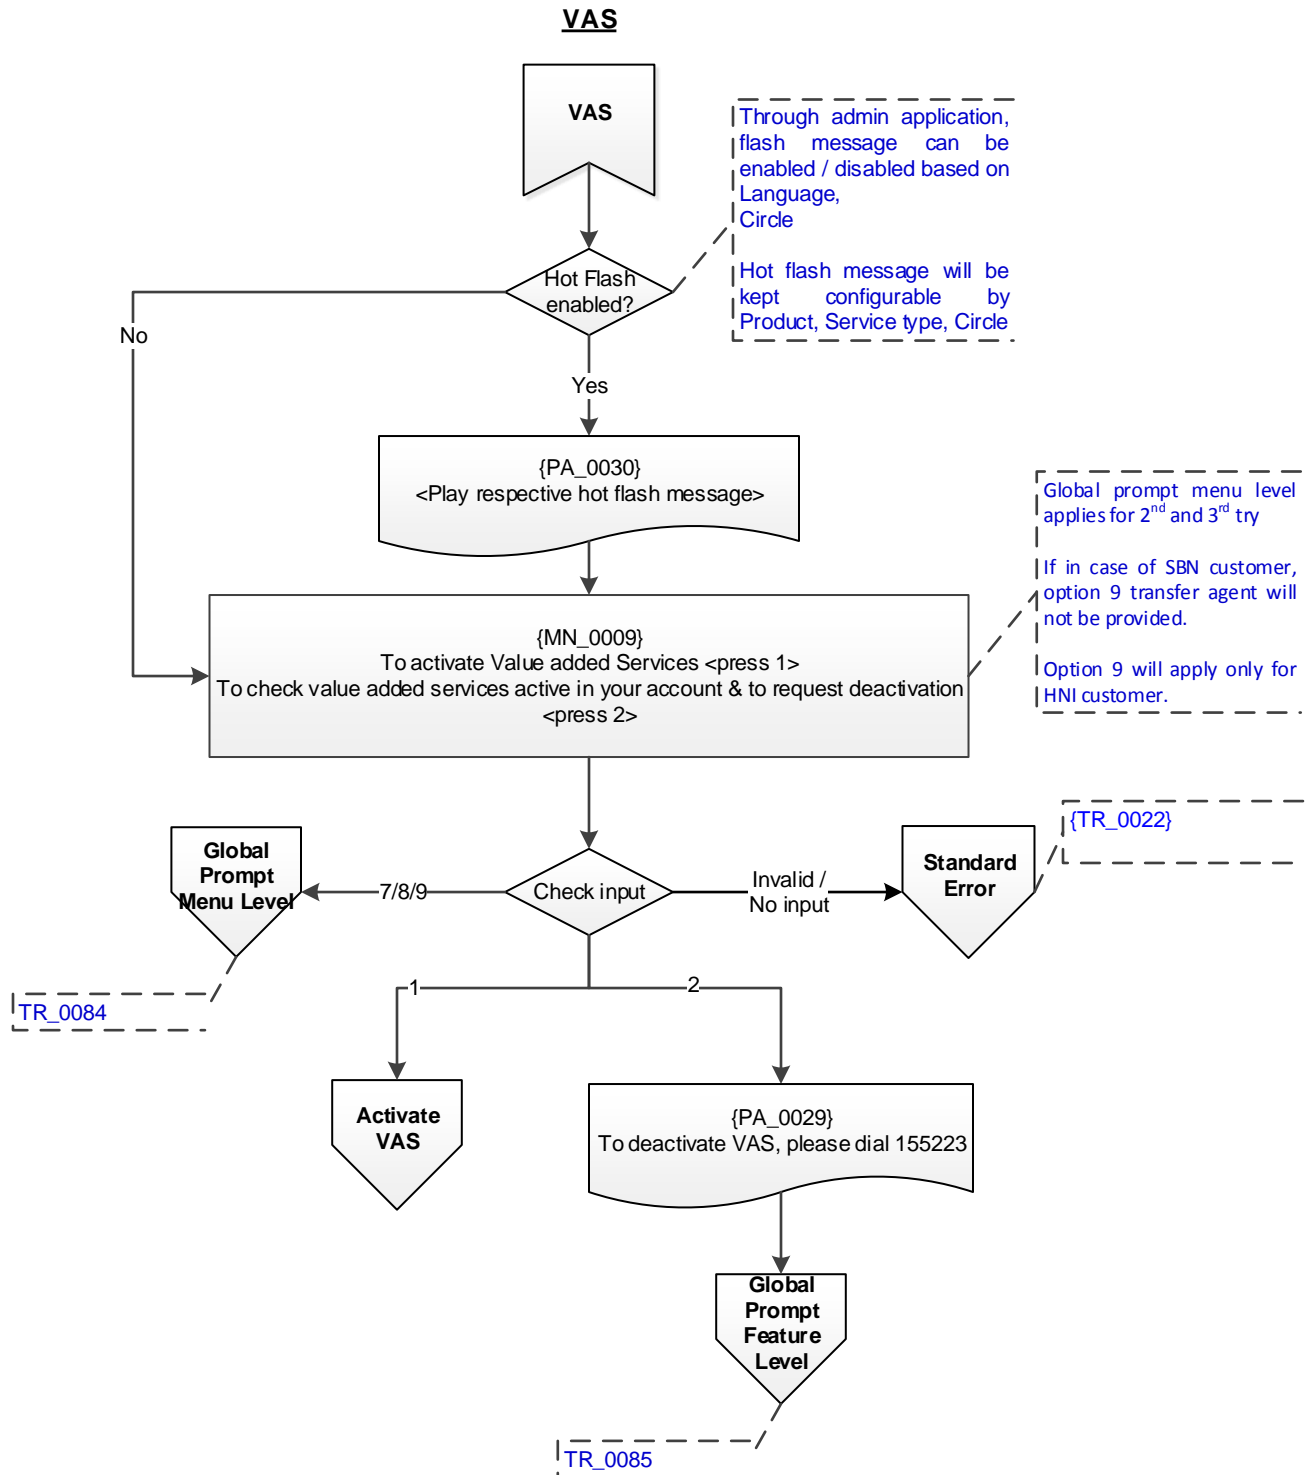 VAS
VAS
Through admin application,
flash message can be
enabled / disabled based on
Language,
Circle
Hot flash message will be
kept configurable by
Product, Service type, Circle
Hot Flash
enabled?
No
Yes
{PA_0030}
<Play respective hot flash message>
Global prompt menu level
applies for 2nd and 3rd try
If in case of SBN customer,
option 9 transfer agent will
not be provided.
Option 9 will apply only for
HNI customer.
{MN_0009}
To activate Value added Services <press 1>
To check value added services active in your account & to request deactivation
<press 2>
{TR_0022}
Global
Prompt
Menu Level
7/8/9
Check input
Invalid /
No input
Standard
Error
TR_0084
1
2
Activate
VAS
{PA_0029}
To deactivate VAS, please dial 155223
Global
Prompt
Feature
Level
TR_0085